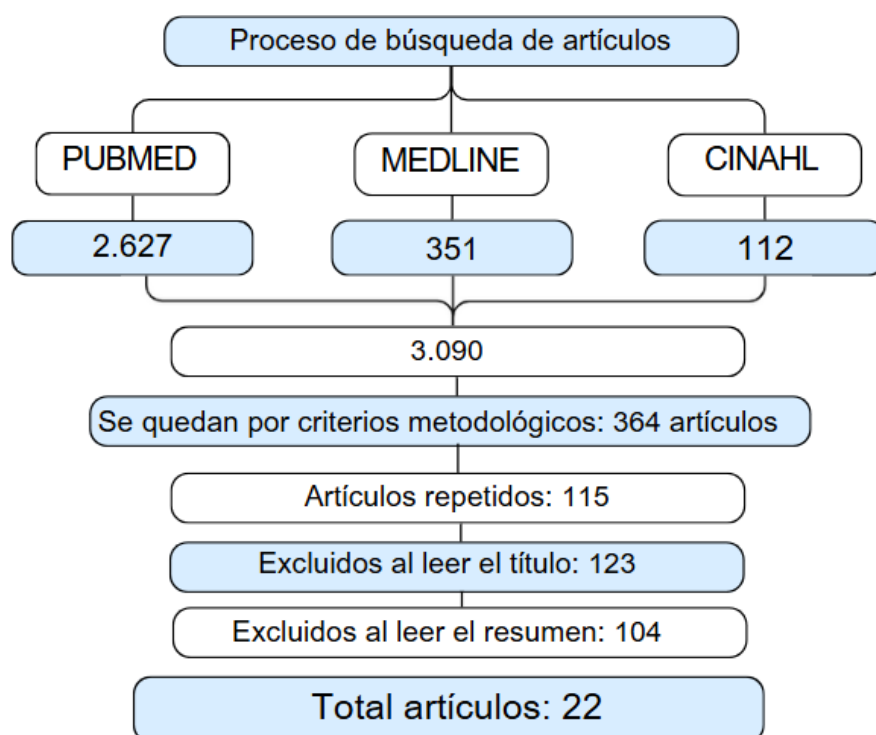 Proceso de búsqueda de artículos
PUBMED
MEDLINE
CINAHL
2.627
351
112
3.090
Se quedan por criterios metodológicos: 364 artículos
Artículos repetidos: 115
Excluidos al leer el título: 123
Excluidos al leer el resumen: 104
Total artículos: 22